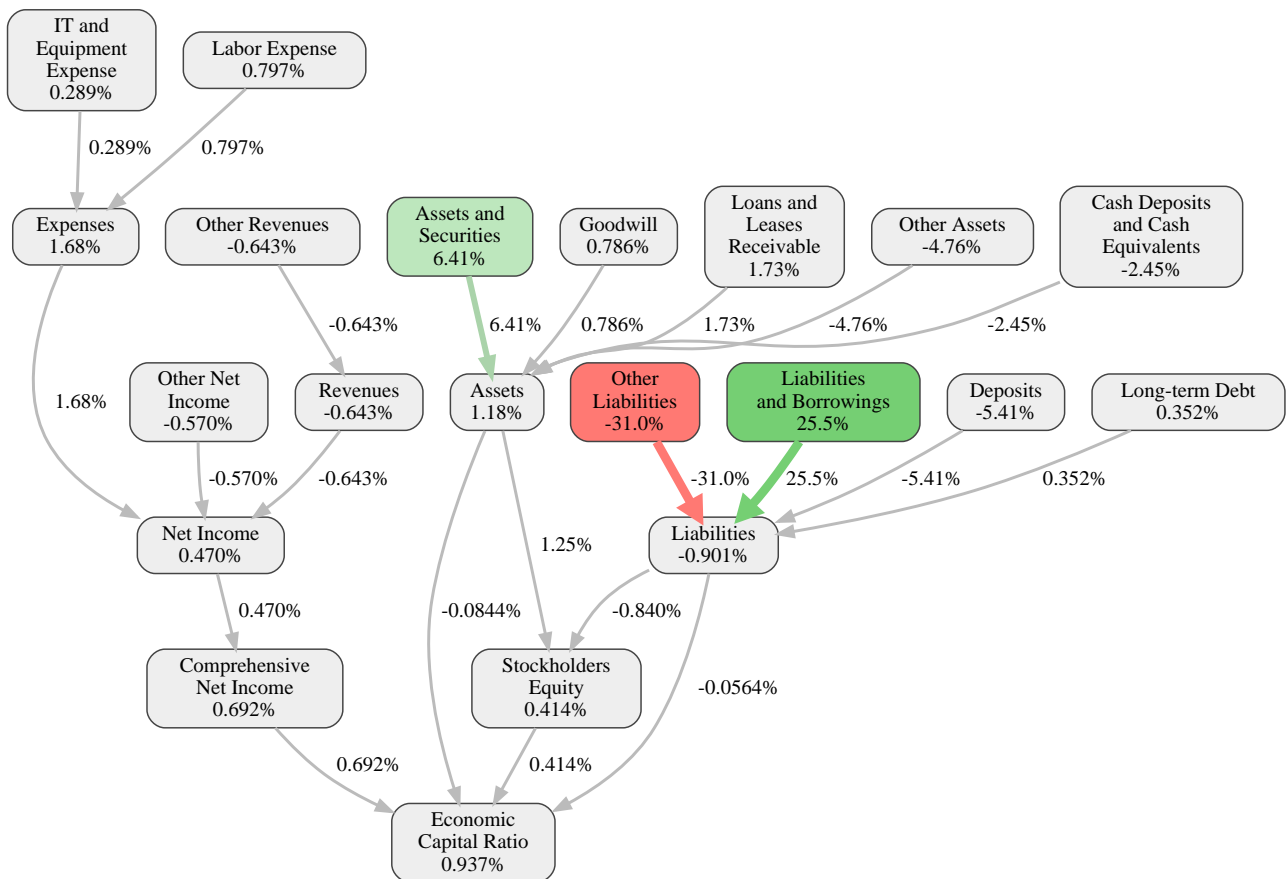 IT and
Equipment
Expense
0.289%
Labor Expense
0.797%
0.289%
0.797%
Expenses
1.68%
Other Revenues
-0.643%
Assets and
Securities
6.41%
Goodwill
0.786%
Loans and
Leases
Receivable
1.73%
Other Assets
-4.76%
Cash Deposits
and Cash
Equivalents
-2.45%
-0.643%
6.41%
0.786%
1.73%
-4.76%
-2.45%
1.68%
Other Net
Income
-0.570%
Revenues
-0.643%
Assets
1.18%
Other
Liabilities
-31.0%
Liabilities
and Borrowings
25.5%
Deposits
-5.41%
Long-term Debt
0.352%
-0.570%
-0.643%
-31.0%
25.5%
-5.41%
0.352%
Net Income
0.470%
1.25%
Liabilities
-0.901%
0.470%
-0.0844%
-0.840%
-0.0564%
Comprehensive
Net Income
0.692%
Stockholders
Equity
0.414%
0.692%
0.414%
Economic
Capital Ratio
0.937%